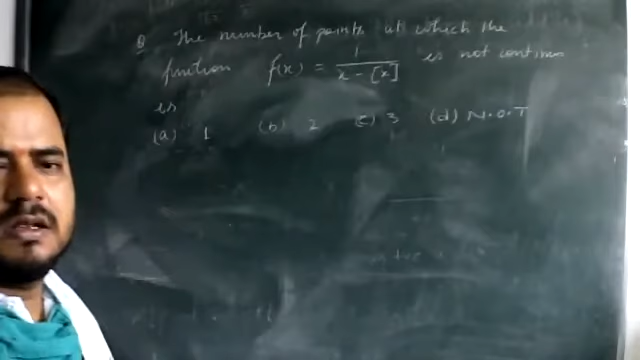 Q The number of points at which the
function f(x) = 1 / x - [x] is not continuous
is
(a) 1 (b) 2 (c) 3 (d) N.O.T